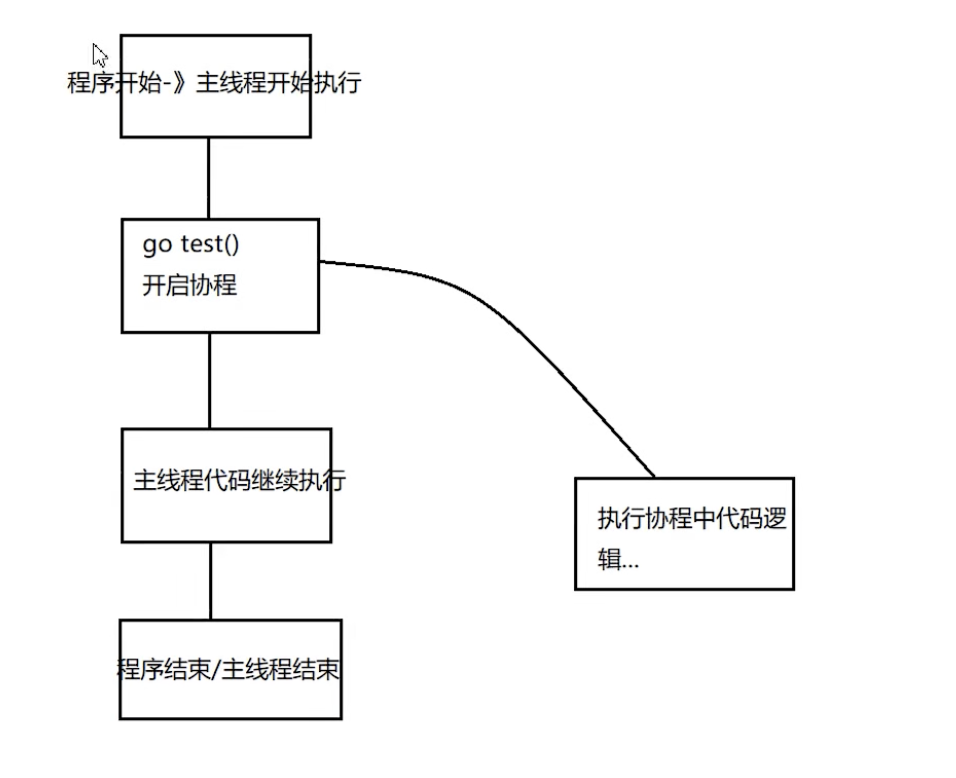 程序开始-》主线程开始执行
go test()
开启协程
主线程代码继续执行
执行协程中代码逻
辑...
程序结束/主线程结束